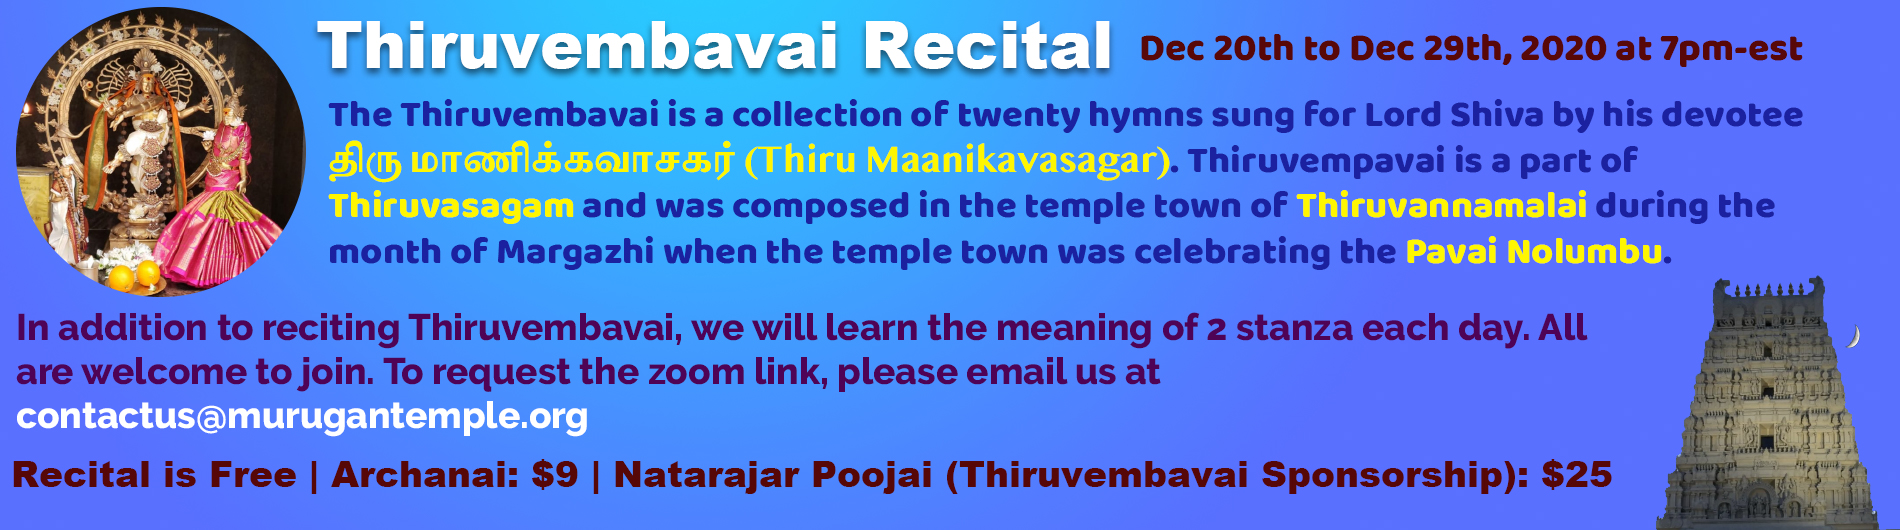 Thiruvembavai Recital Dec 20th to Dec 29th, 2020 at 7pm-est
The Thiruvembavai is a collection of twenty hymns sung for Lord Shiva by his devotee
திரு மாணிக்கவாசகர் (Thiru Maanikavasagar). Thiruvempavai is a part of
Thiruvasagam and was composed in the temple town of Thiruvannamalai during the
month of Margazhi when the temple town was celebrating the Pavai Nolumbu.
In addition to reciting Thiruvembavai, we will learn the meaning of 2 stanza each day. All
are welcome to join. To request the zoom link, please email us at
contactus@murugantemple.org
Recital is Free | Archanai: $9 | Natarajar Poojai (Thiruvembavai Sponsorship): $25